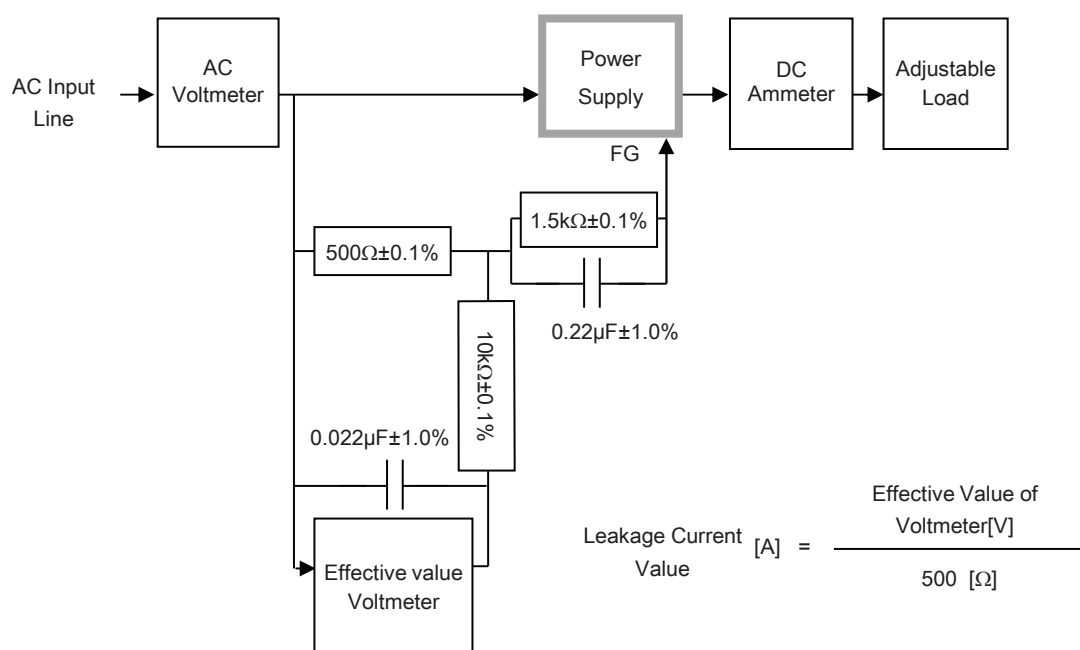 AC Input
Line
AC
Voltmeter
Power
Supply
DC
Ammeter
Adjustable
Load
FG
1.5kΩ±0.1%
500Ω±0.1%
0.22µF±1.0%
10kΩ±0.1%
0.022µF±1.0%
Effective value
Voltmeter
Leakage Current
Value
[A] =
Effective Value of
Voltmeter[V]
500 [Ω]